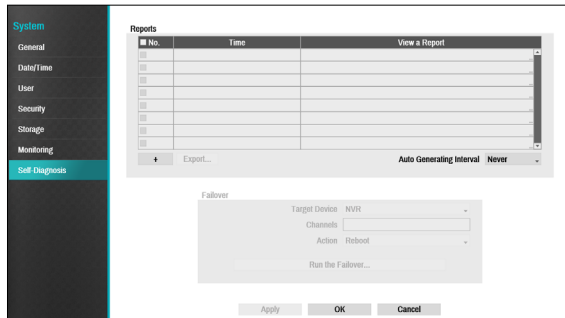 System
General
Date/Time
User
Security
Storage
Monitoring
Self-Diagnosis
Reports
No. Time View a Report
+ Export... Auto Generating Interval Never
Failover
Target Device NVR
Channels
Action Reboot
Run the Failover...
Apply OK Cancel